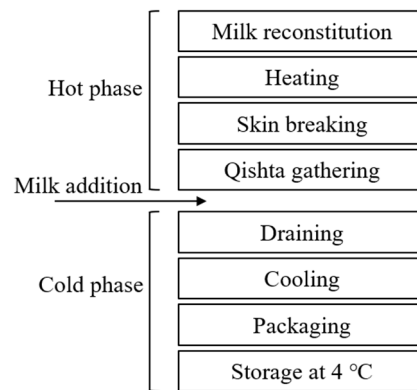 Milk reconstitution
Hot phase
Heating
Skin breaking
Qishta gathering
Milk addition
Draining
Cold phase
Cooling
Packaging
Storage at 4 °C